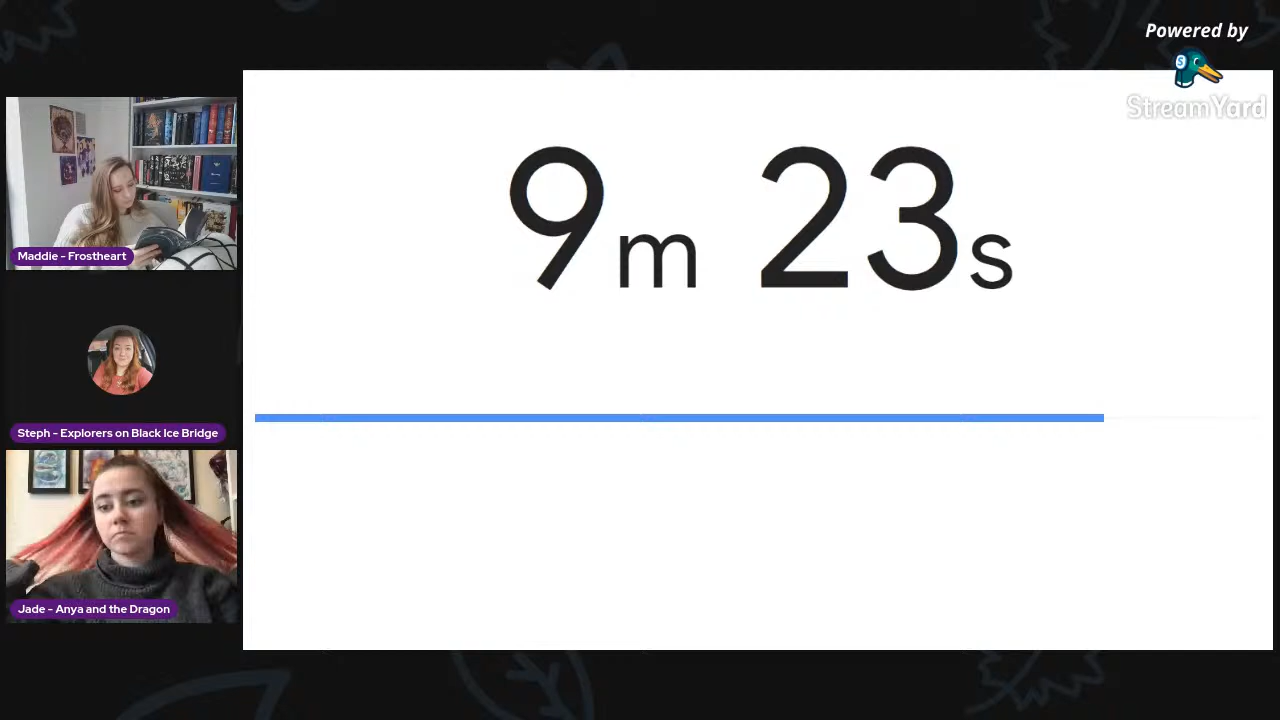 Powered by
StreamYard
9m 23s
Maddie - Frostheart
Steph - Explorers on Black Ice Bridge
Jade - Anya and the Dragon